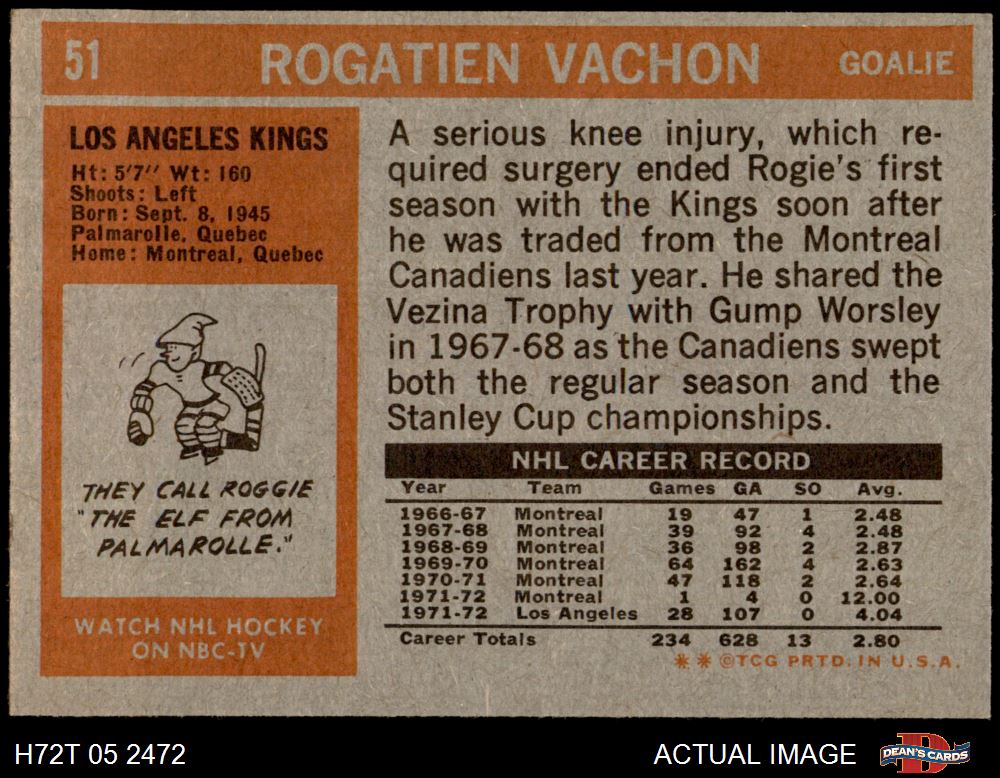 51 ROGATIEN VACHON GOALIE
LOS ANGELES KINGS
Ht: 5'7" Wt: 160
Shoots: Left
Born: Sept. 8, 1945
Palmarolle, Quebec
Home: Montreal, Quebec
THEY CALL ROGGIE
"THE ELF FROM
PALMAROLLE."
WATCH NHL HOCKEY
ON NBC-TV
A serious knee injury, which re-
quired surgery ended Rogie's first
season with the Kings soon after
he was traded from the Montreal
Canadiens last year. He shared the
Vezina Trophy with Gump Worsley
in 1967-68 as the Canadiens swept
both the regular season and the
Stanley Cup championships.
NHL CAREER RECORD
Year Team Games GA SO Avg.
1966-67 Montreal 19 47 1 2.48
1967-68 Montreal 39 92 4 2.48
1968-69 Montreal 36 98 2 2.87
1969-70 Montreal 64 162 4 2.63
1970-71 Montreal 47 118 2 2.64
1971-72 Montreal 1 4 0 12.00
1971-72 Los Angeles 28 107 0 4.04
Career Totals 234 628 13 2.80
* * ©TCG PRTD. IN U.S.A.
H72T 05 2472 ACTUAL IMAGE DEAN'S CARDS